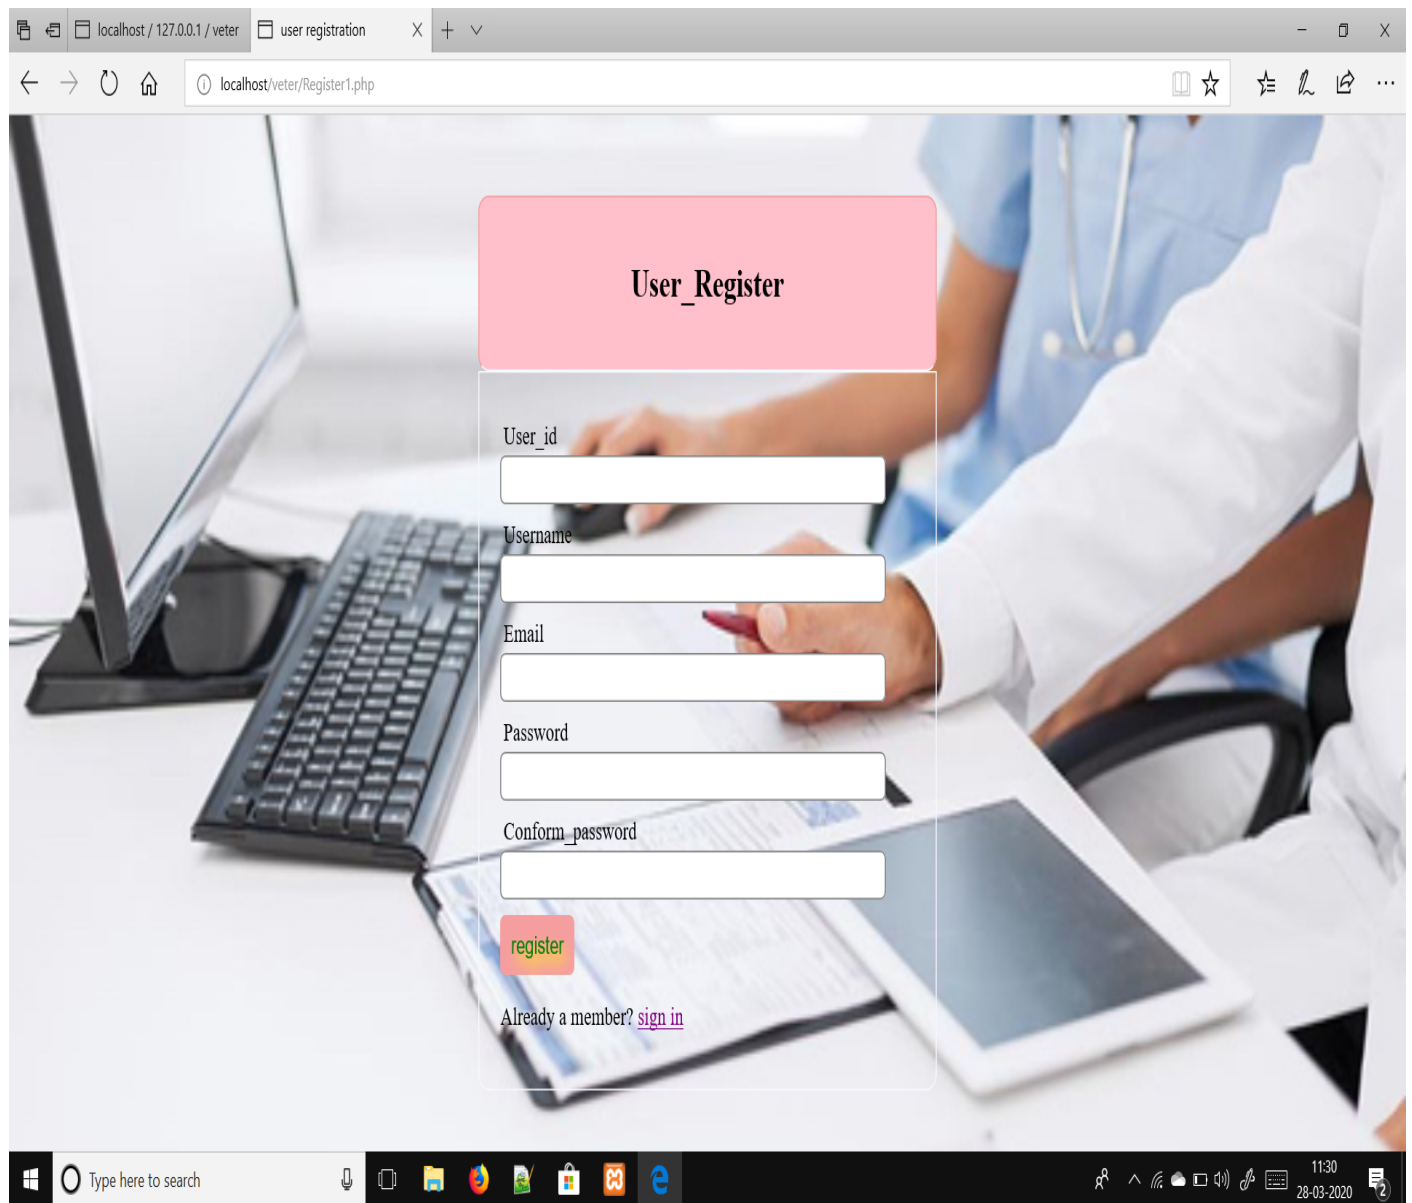 localhost / 127.0.0.1 / veter
user registration
localhost/veter/Register1.php
User_Register
User_id
Username
Email
Password
Conform_password
register
Already a member? sign in
Type here to search
11:30
28-03-2020
2